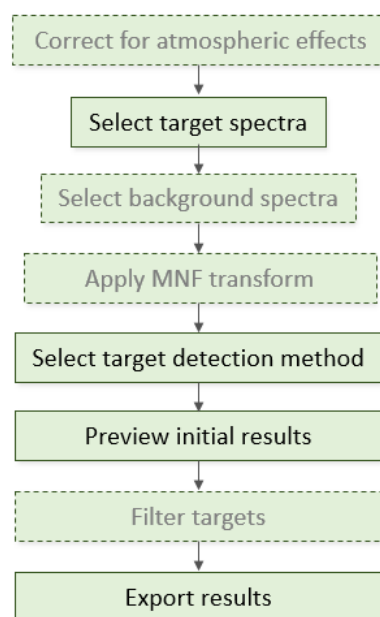 Correct for atmospheric effects
Select target spectra
Select background spectra
Apply MNF transform
Select target detection method
Preview initial results
Filter targets
Export results